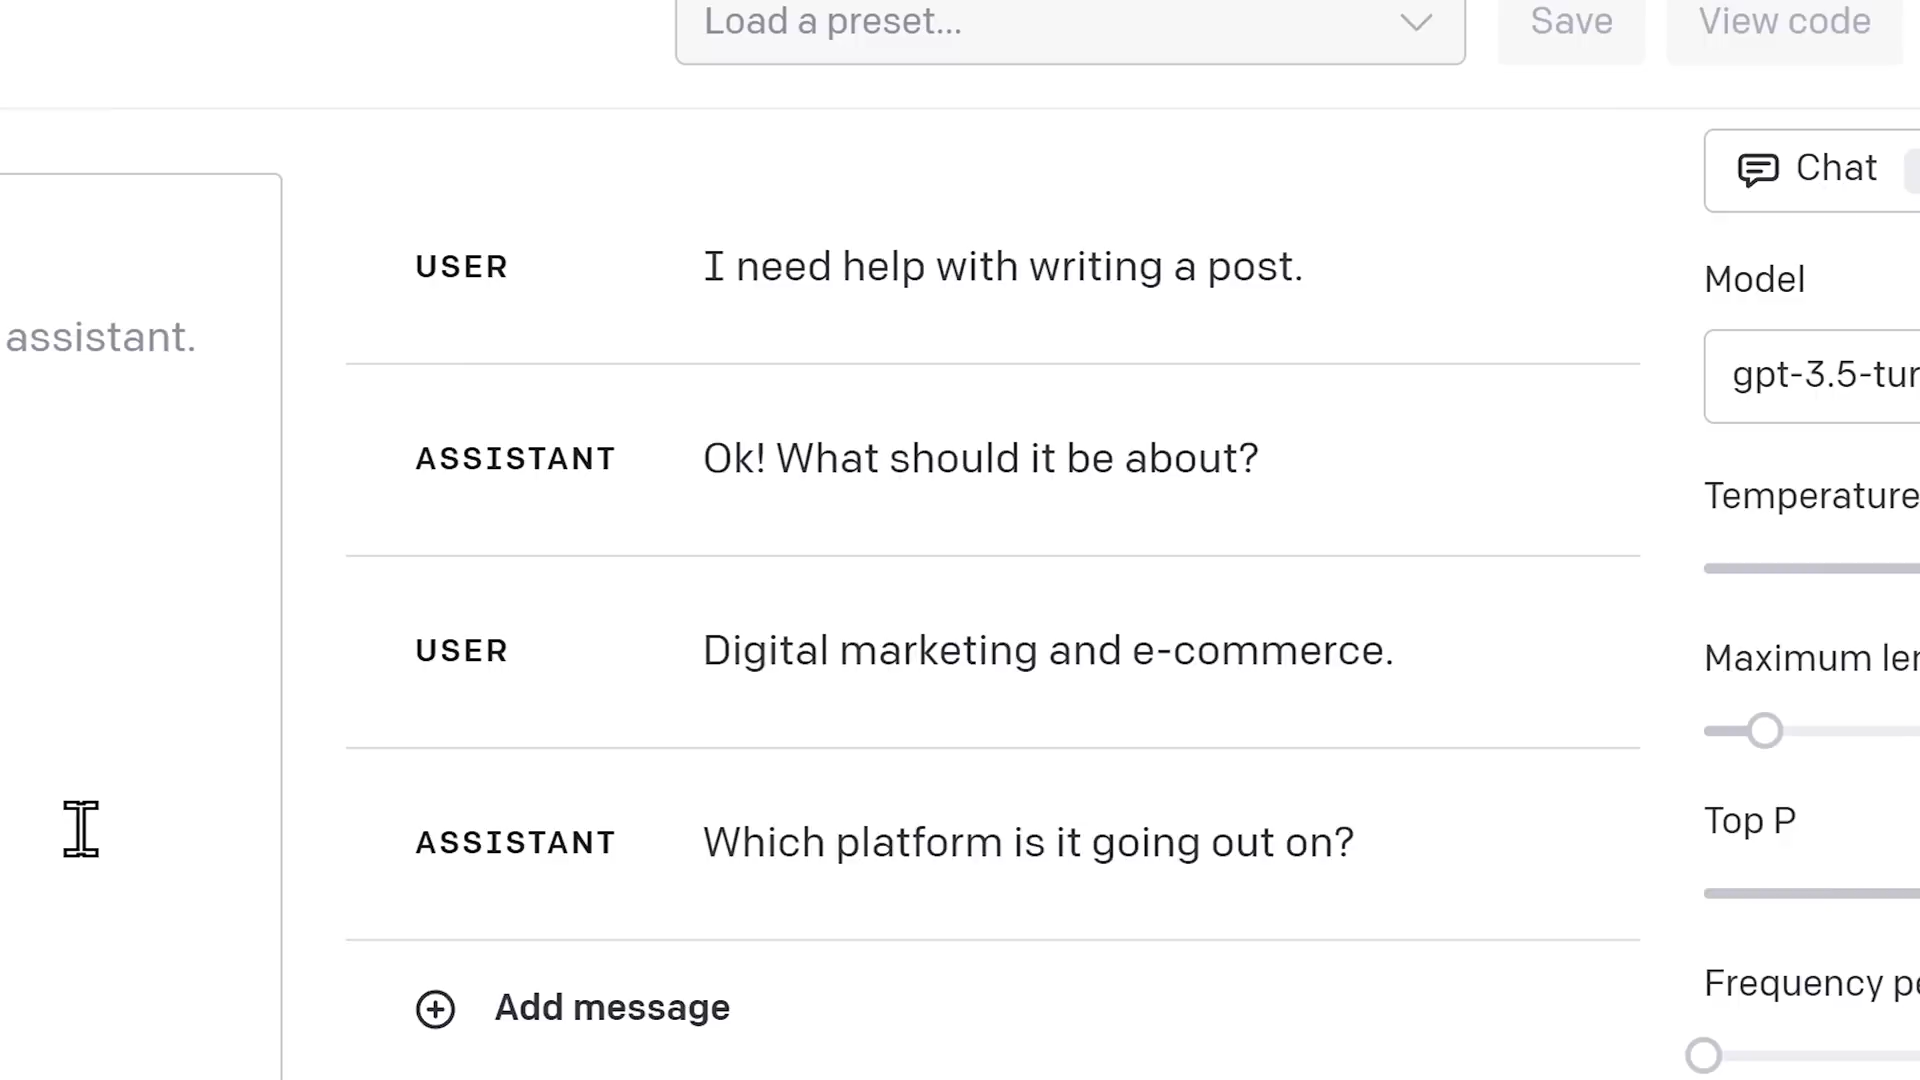 Load a preset...
Save
View code
Chat
assistant.
USER
I need help with writing a post.
Model
gpt-3.5-tur
ASSISTANT
Ok! What should it be about?
Temperature
USER
Digital marketing and e-commerce.
Maximum len
Top P
ASSISTANT
Which platform is it going out on?
Frequency pe
Add message